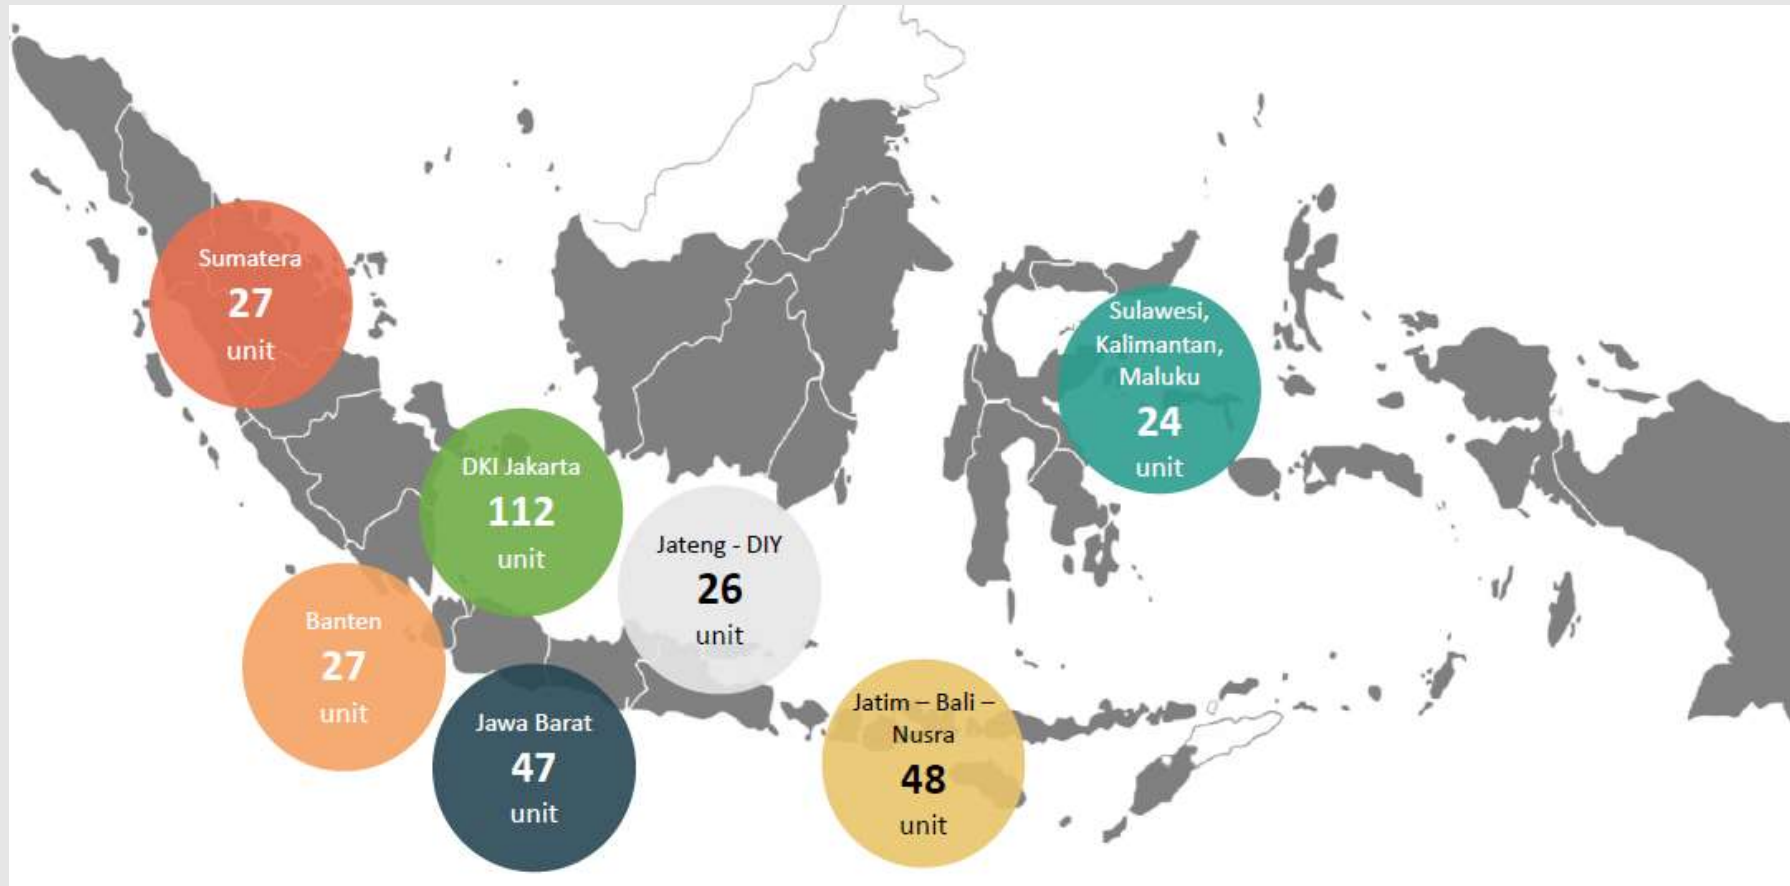 Sumatera
27
unit
DKI Jakarta
112
unit
Banten
27
unit
Jawa Barat
47
unit
Jateng - DIY
26
unit
Jatim – Bali –
Nusra
48
unit
Sulawesi,
Kalimantan,
Maluku
24
unit